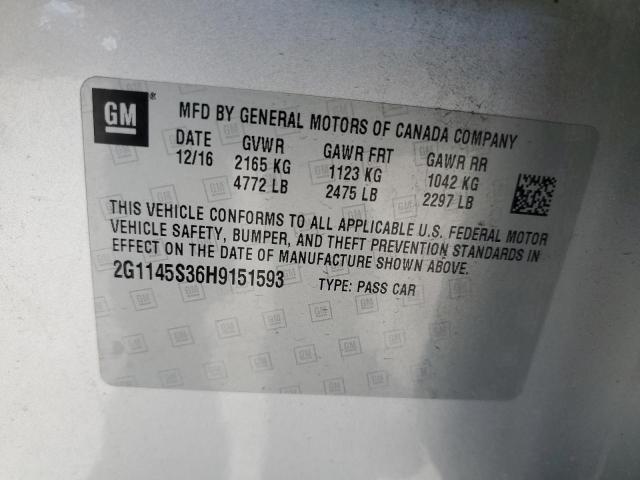 GM
MFD BY GENERAL MOTORS OF CANADA COMPANY
DATE GVWR GAWR FRT GAWR RR
12/16 2165 KG 1123 KG 1042 KG
4772 LB 2475 LB 2297 LB
THIS VEHICLE CONFORMS TO ALL APPLICABLE U.S. FEDERAL MOTOR
VEHICLE SAFETY, BUMPER, AND THEFT PREVENTION STANDARDS IN
EFFECT ON THE DATE OF MANUFACTURE SHOWN ABOVE.
2G1145S36H9151593 TYPE: PASS CAR